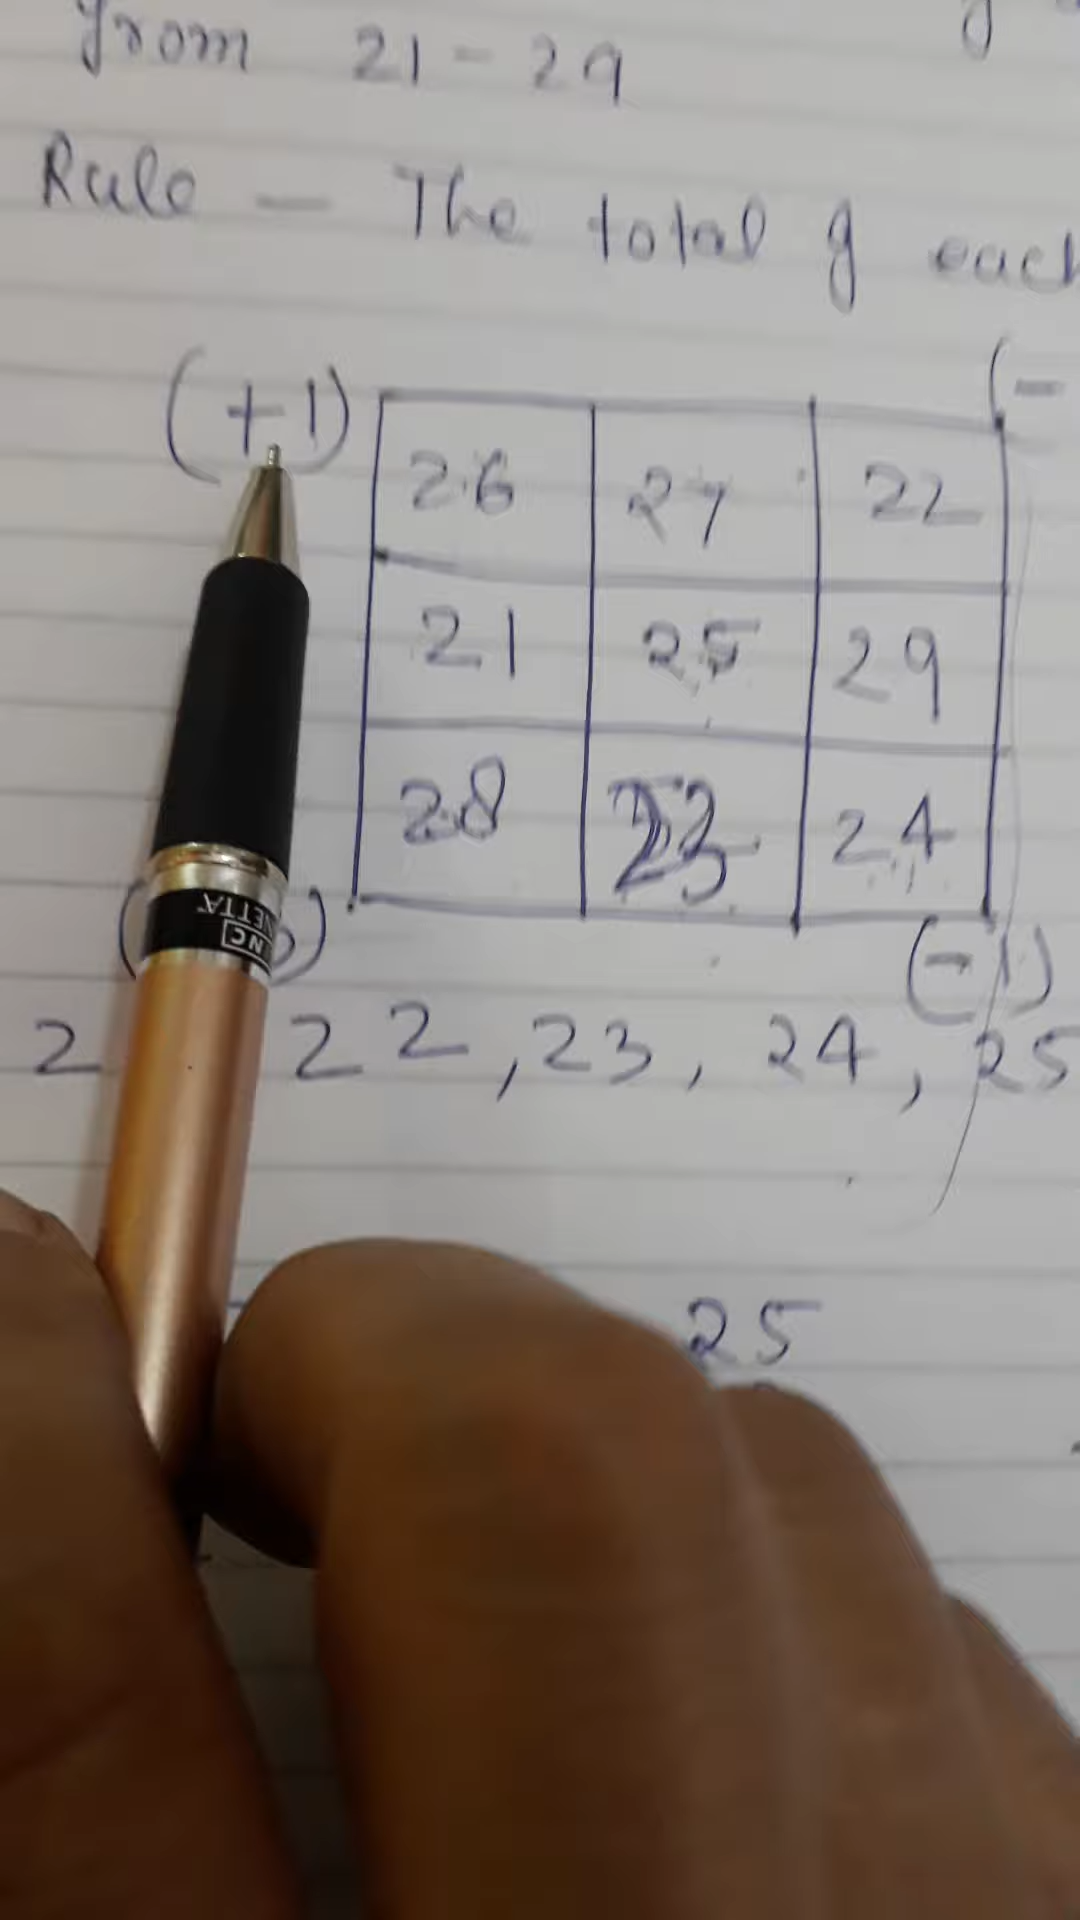 from 21-29
Rule - The total of each
(+1)
26 27 22
21 25 29
28 23 24
(-1)
22, 23, 24, 25
25